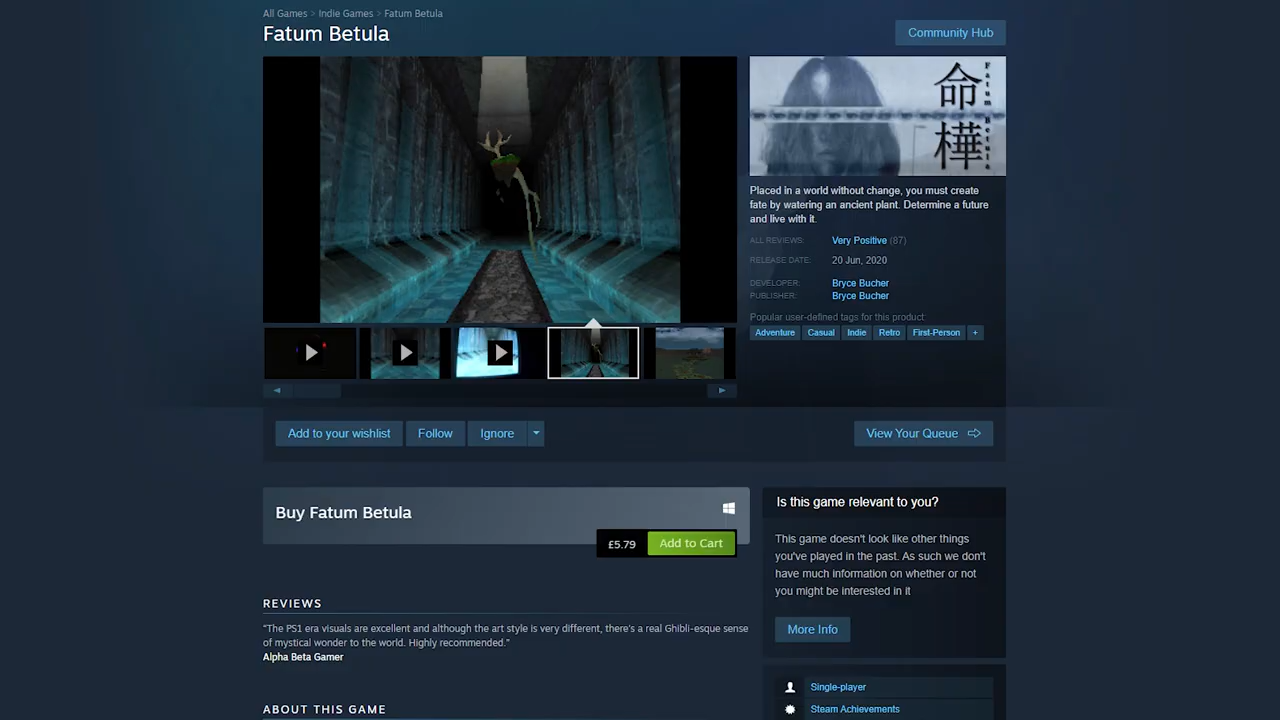 All Games > Indie Games > Fatum Betula
Fatum Betula
Community Hub
命樺
Fatum Betula
Placed in a world without change, you must create
fate by watering an ancient plant. Determine a future
and live with it.
ALL REVIEWS: Very Positive (87)
RELEASE DATE: 20 Jun, 2020
DEVELOPER: Bryce Bucher
PUBLISHER: Bryce Bucher
Popular user-defined tags for this product:
Adventure Casual Indie Retro First-Person +
Add to your wishlist Follow Ignore
View Your Queue
Buy Fatum Betula
£5.79 Add to Cart
Is this game relevant to you?
This game doesn't look like other things
you've played in the past. As such we don't
have much information on whether or not
you might be interested in it
More Info
REVIEWS
“The PS1 era visuals are excellent and although the art style is very different, there’s a real Ghibli-esque sense
of mystical wonder to the world. Highly recommended.”
Alpha Beta Gamer
ABOUT THIS GAME
Single-player
Steam Achievements